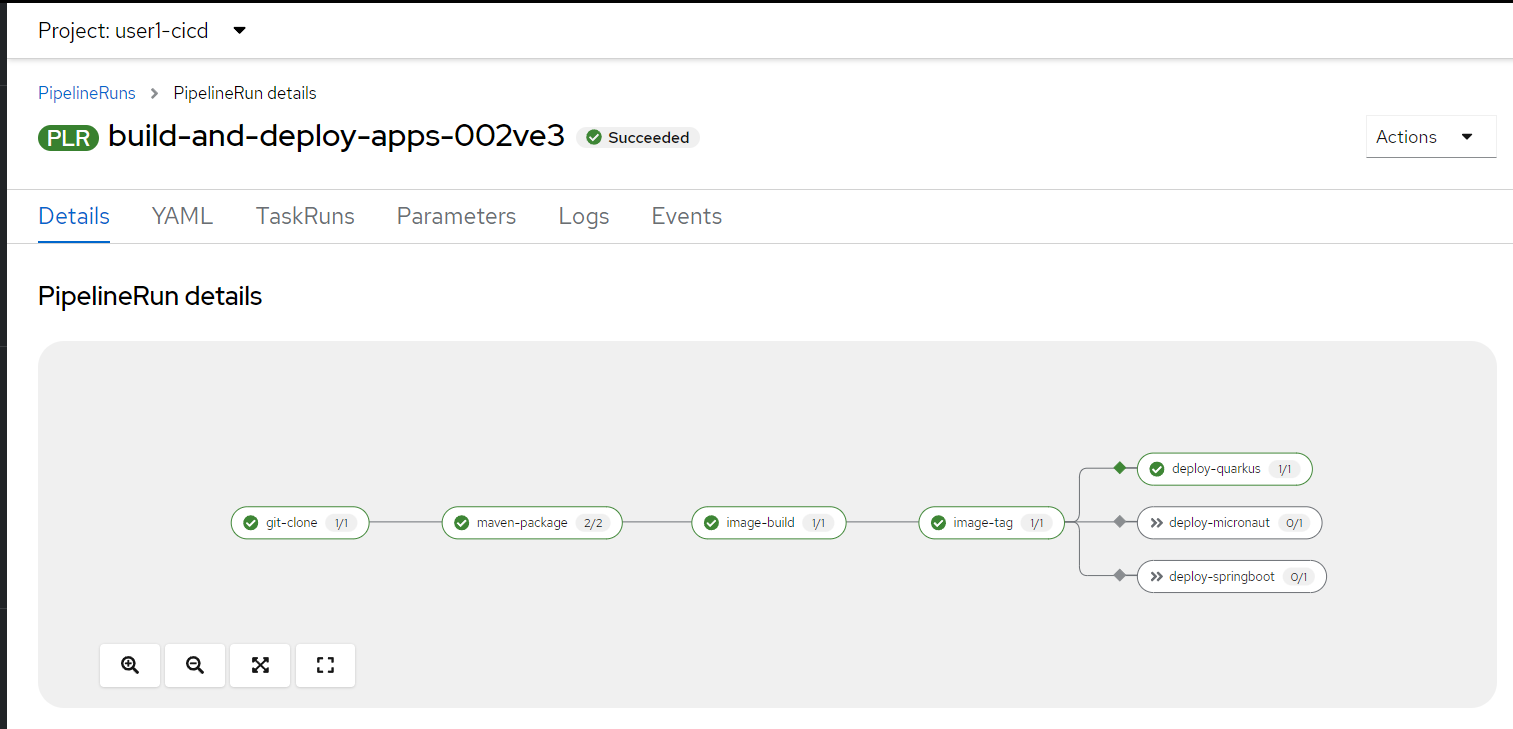 Project: user1-cicd
PipelineRuns PipelineRun details
PLR build-and-deploy-apps-002ve3 Succeeded
Actions
Details YAML TaskRuns Parameters Logs Events
PipelineRun details
deploy-quarkus 1/1
git-clone 1/1 maven-package 2/2 image-build 1/1 image-tag 1/1 deploy-micronaut 0/1
deploy-springboot 0/1